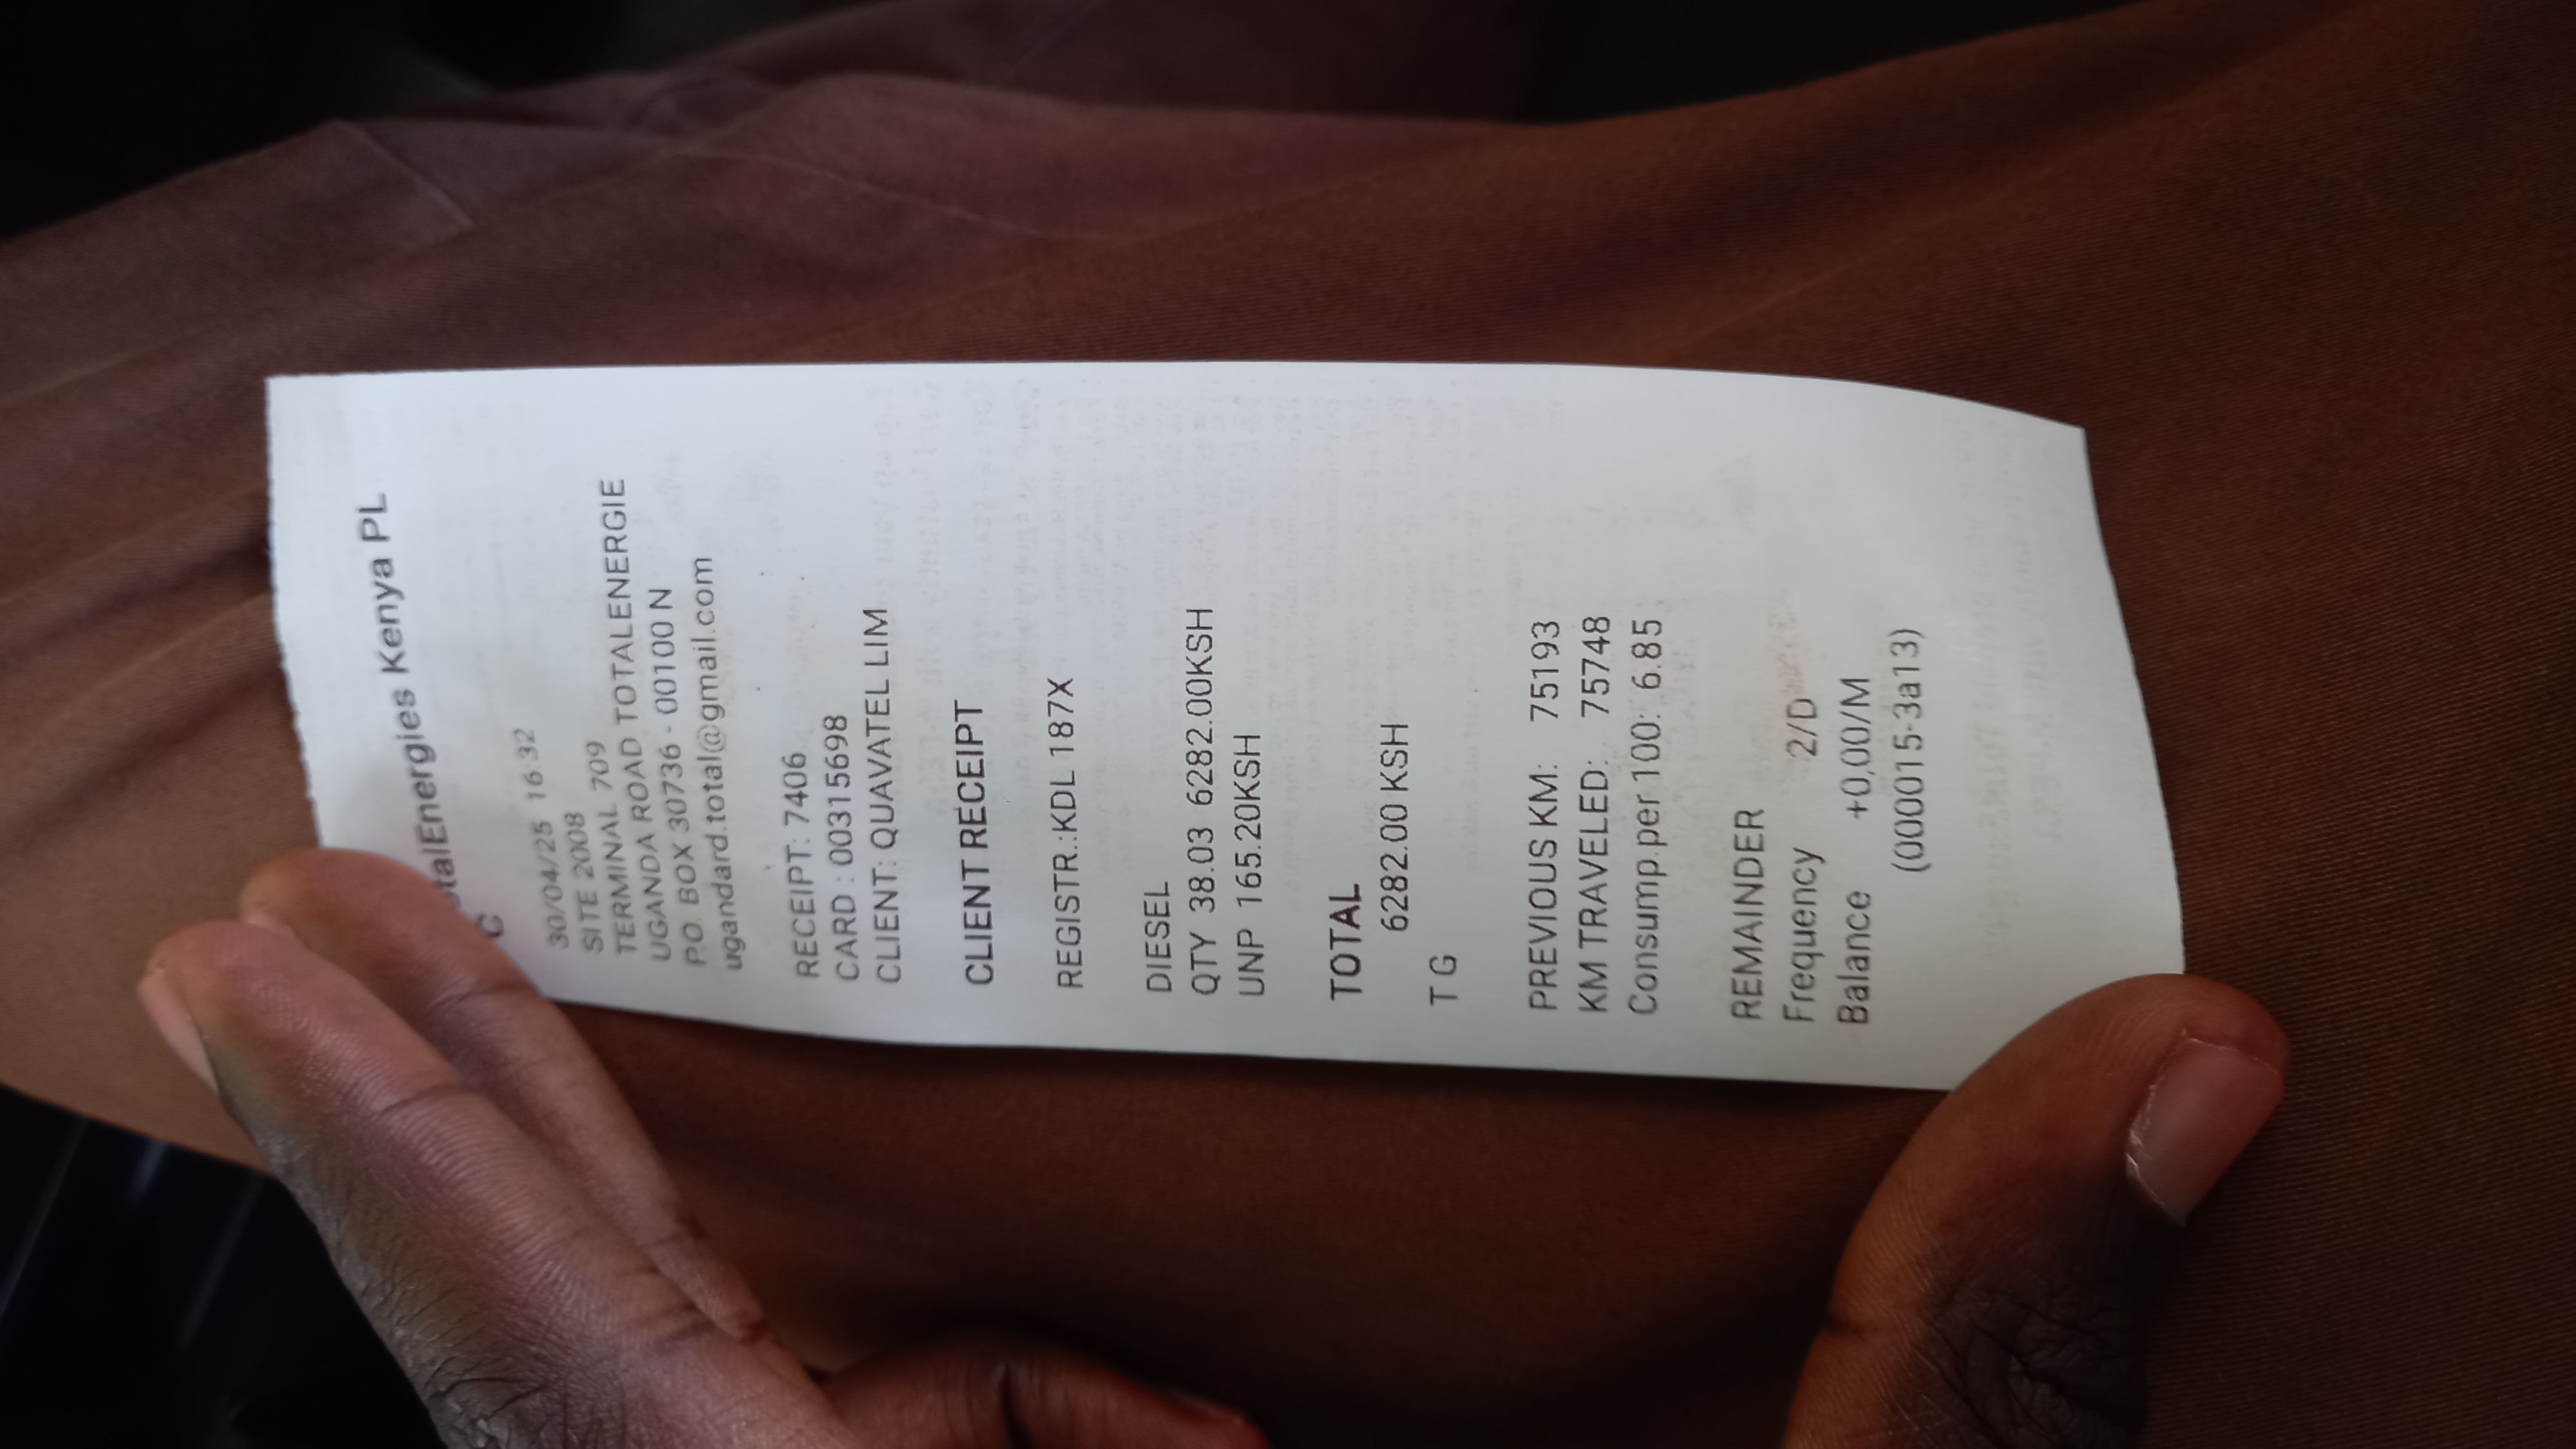 Energies Kenya PL
C
30/04/25 16:32
SITE 2008
TERMINAL 709
UGANDA ROAD TOTALENERGIE
P.O. BOX 30736 - 00100 N
ugandard.total@gmail.com
RECEIPT: 7406
CARD : 00315698
CLIENT: QUAVATEL LIM
CLIENT RECEIPT
REGISTR.:KDL 187X
DIESEL
QTY 38.03 6282.00KSH
UNP 165.20KSH
TOTAL
6282.00 KSH
T G
PREVIOUS KM: 75193
KM TRAVELED: 75748
Consump.per 100: 6.85
REMAINDER
Frequency 2/D
Balance +0,00/M
(000015-3a13)